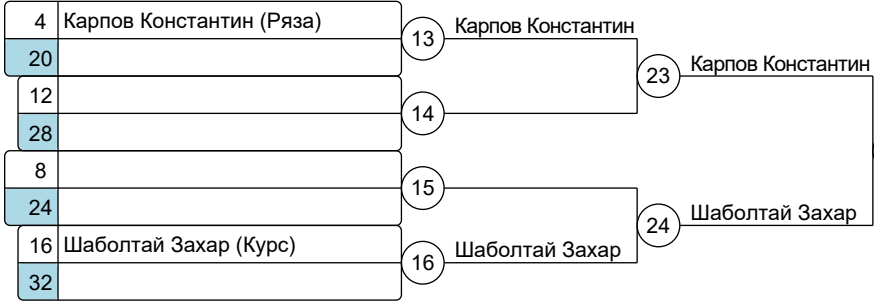 4 Карпов Константин (Ряза)
20
13 Карпов Константин
12
28
14
23 Карпов Константин
8
24
15
16 Шаболтай Захар (Курс)
32
16 Шаболтай Захар
24 Шаболтай Захар